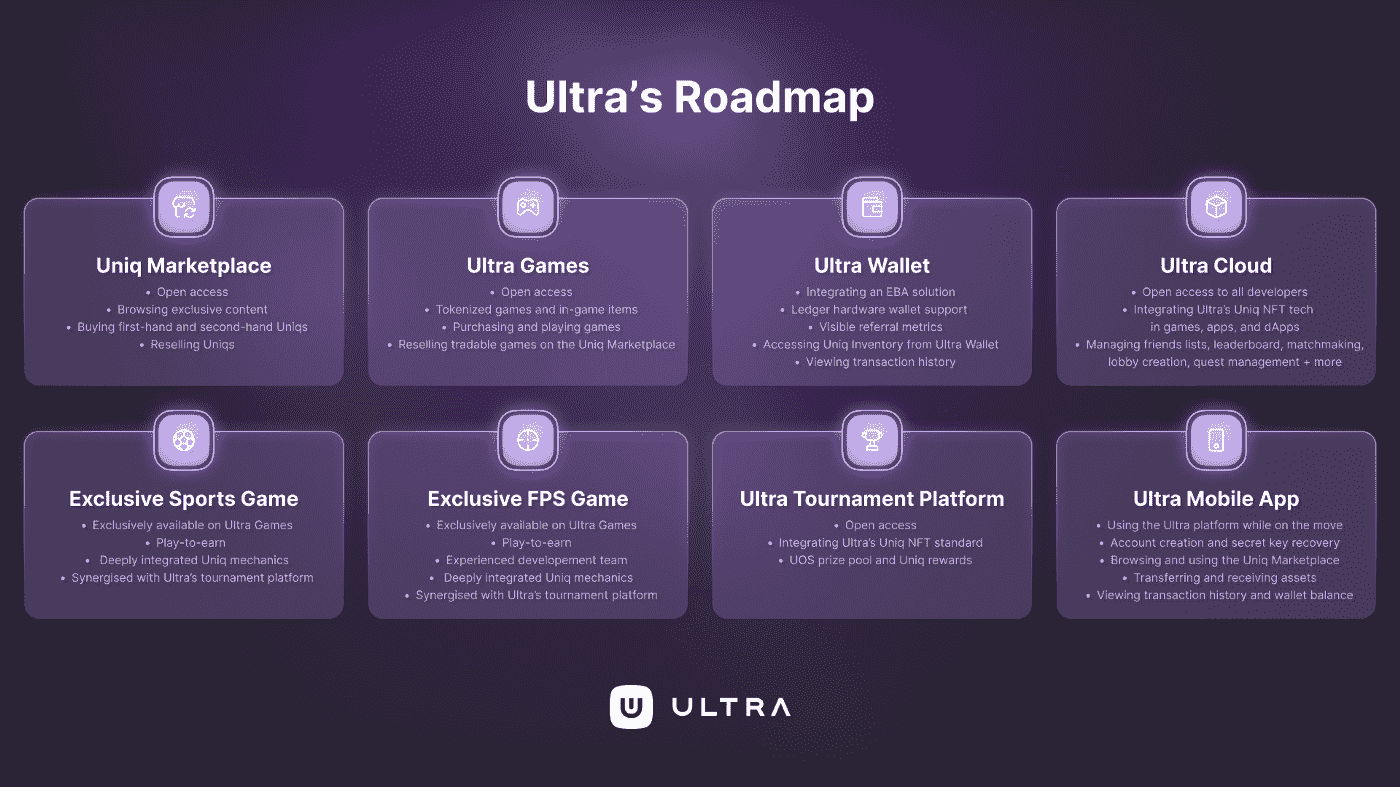 Ultra's Roadmap
Uniq Marketplace
• Open access
• Browsing exclusive content
• Buying first-hand and second-hand Uniqs
• Reselling Uniqs
Ultra Games
• Open access
• Tokenized games and in-game items
• Purchasing and playing games
• Reselling tradable games on the Uniq Marketplace
Ultra Wallet
• Integrating an EBA solution
• Ledger hardware wallet support
• Visible referral metrics
• Accessing Uniq Inventory from Ultra Wallet
• Viewing transaction history
Ultra Cloud
• Open access to all developers
• Integrating Ultra's Uniq NFT tech
in games, apps, and dApps
• Managing friends lists, leaderboard, matchmaking,
lobby creation, quest management + more
Exclusive Sports Game
• Exclusively available on Ultra Games
• Play-to-earn
• Deeply integrated Uniq mechanics
• Synergised with Ultra's tournament platform
Exclusive FPS Game
• Exclusively available on Ultra Games
• Play-to-earn
• Experienced developement team
• Deeply integrated Uniq mechanics
• Synergised with Ultra's tournament platform
Ultra Tournament Platform
• Open access
• Integrating Ultra's Uniq NFT standard
• UOS prize pool and Uniq rewards
Ultra Mobile App
• Using the Ultra platform while on the move
• Account creation and secret key recovery
• Browsing and using the Uniq Marketplace
• Transferring and receiving assets
• Viewing transaction history and wallet balance
ULTRA